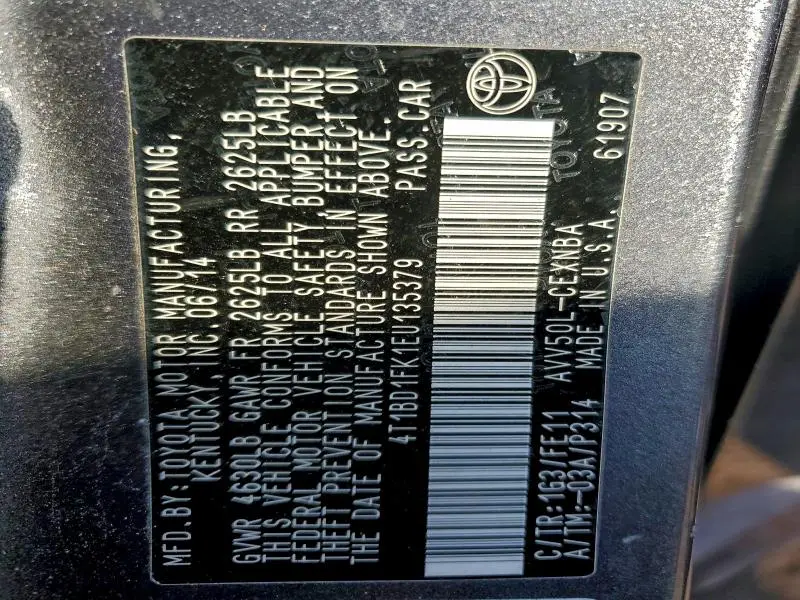 MFD.BY:TOYOTA MOTOR MANUFACTURING,
KENTUCKY, INC.06/14
GVWR 4630LB GAWR FR 2625LB RR 2625LB
THIS VEHICLE CONFORMS TO ALL APPLICABLE
FEDERAL MOTOR VEHICLE SAFETY, BUMPER, AND
THEFT PREVENTION STANDARDS IN EFFECT ON
THE DATE OF MANUFACTURE SHOWN ABOVE.
4T1BD1FK1EU135379 PASS.CAR
C/TR:1G3/FE11 AVV50L-CEXNBA
A/TM:-03A/P314 MADE IN U.S.A. 61907
TOYOTA